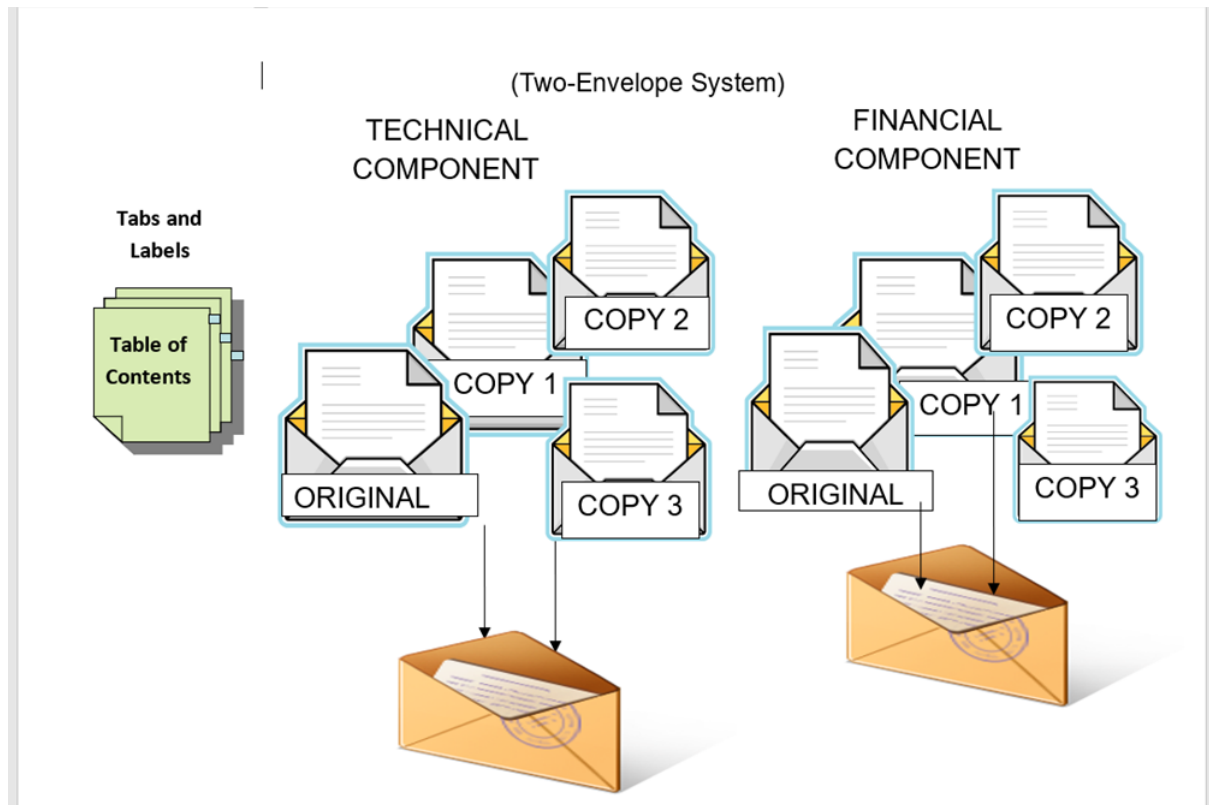 (Two-Envelope System)
TECHNICAL
COMPONENT
FINANCIAL
COMPONENT
Tabs and
Labels
Table of
Contents
COPY 2
COPY 1
ORIGINAL
COPY 3
COPY 2
COPY 1
ORIGINAL
COPY 3